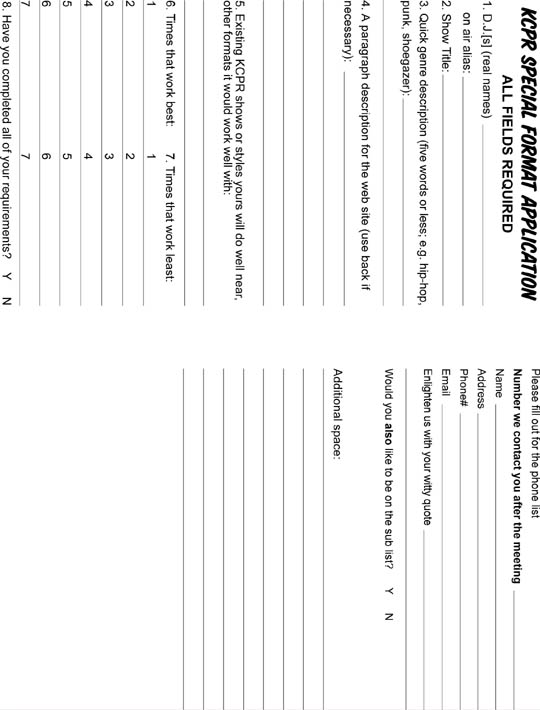 KCPR SPECIAL FORMAT APPLICATION
ALL FIELDS REQUIRED
1. D.J.[s] (real names)
on air alias:
2. Show Title:
3. Quick genre description (five words or less; e.g. hip-hop,
punk, shoegazer):
4. A paragraph description for the web site (use back if
necessary):
5. Existing KCPR shows or styles yours will do well near,
other formats it would work well with:
6. Times that work best: 7. Times that work least:
1 1
2 2
3 3
4 4
5 5
6 6
7 7
8. Have you completed all of your requirements? Y N
Please fill out for the phone list
Number we contact you after the meeting
Name
Address
Phone#
Email
Enlighten us with your witty quote
Would you also like to be on the sub list? Y N
Additional space: